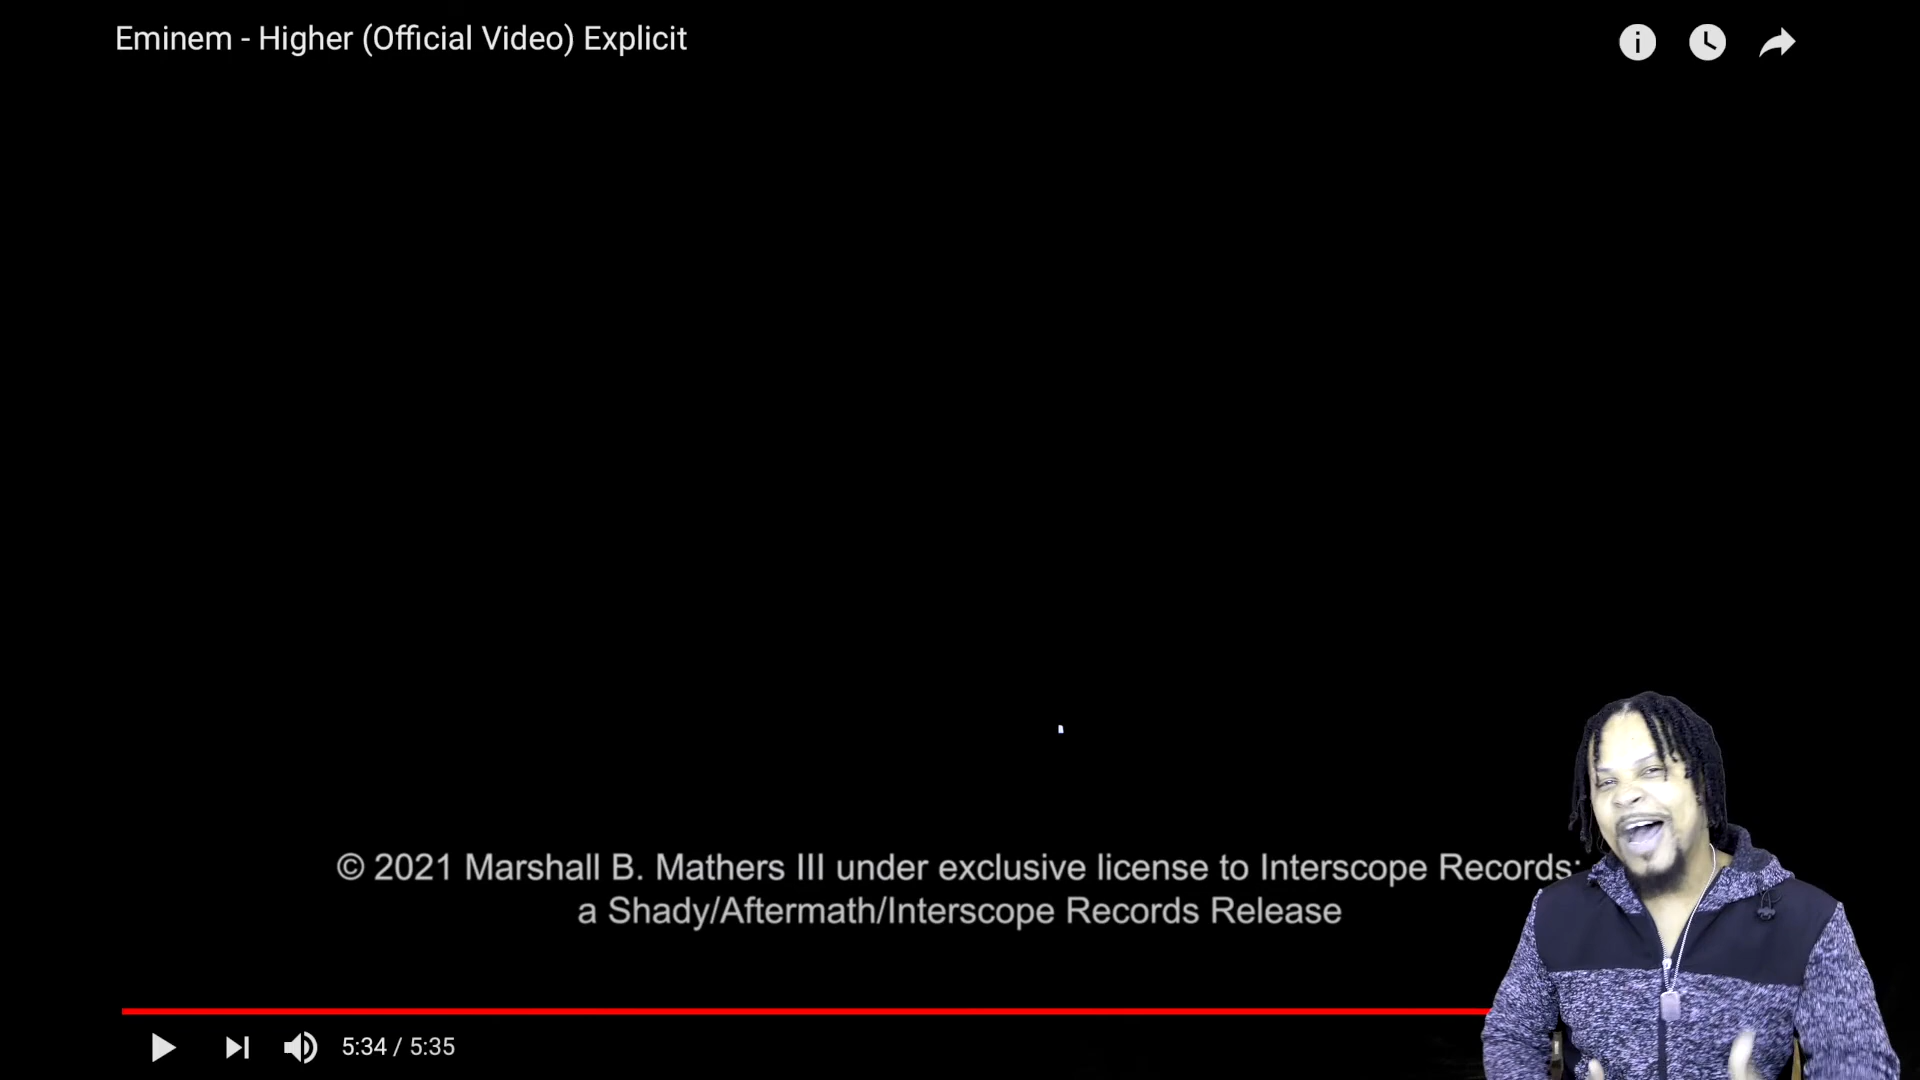 Eminem - Higher (Official Video) Explicit
© 2021 Marshall B. Mathers III under exclusive license to Interscope Records;
a Shady/Aftermath/Interscope Records Release
5:34 / 5:35